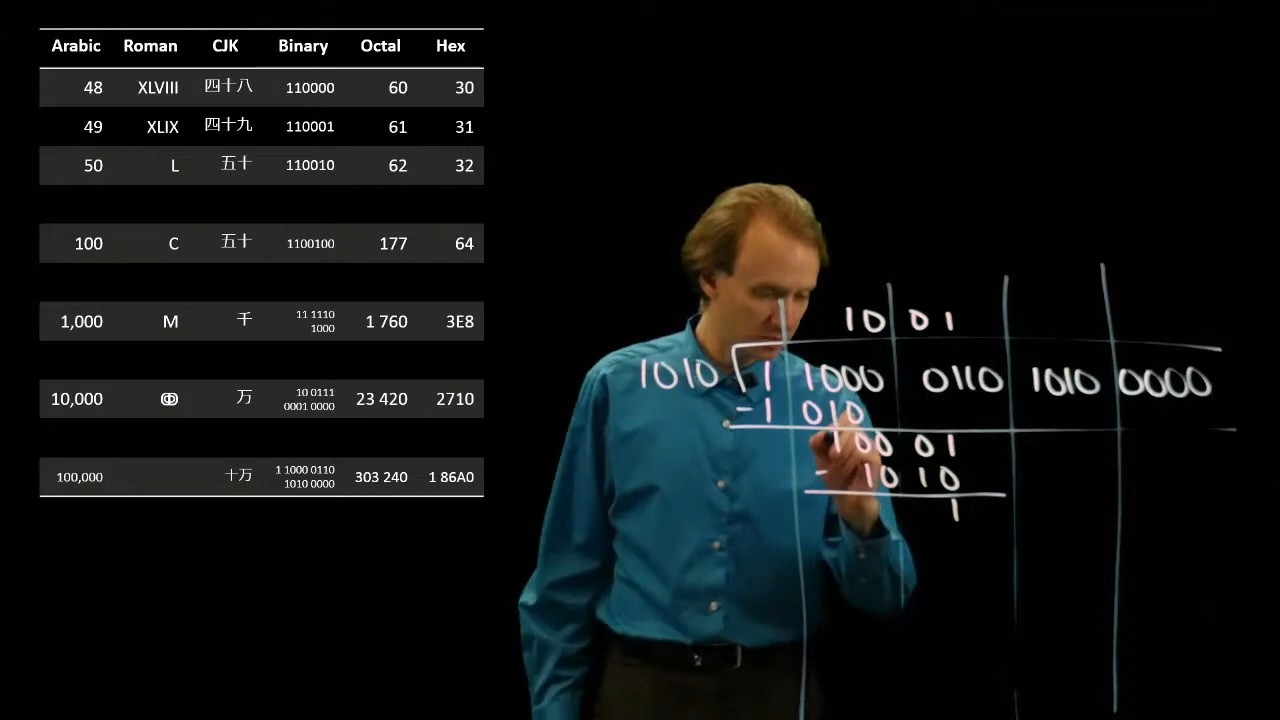 Arabic Roman CJK Binary Octal Hex
48 XLVIII 四十八 110000 60 30
49 XLIX 四十九 110001 61 31
50 L 五十 110010 62 32
100 C 五十 1100100 177 64
1,000 M 千 11 1110 1000 1 760 3E8
10,000 ↂ 万 10 0111 0001 0000 23 420 2710
100,000 十万 1 1000 0110 1010 0000 303 240 1 86A0
10 01
1010 1 1000 0110 1010 0000
-1 010
100 01
- 10 10
1